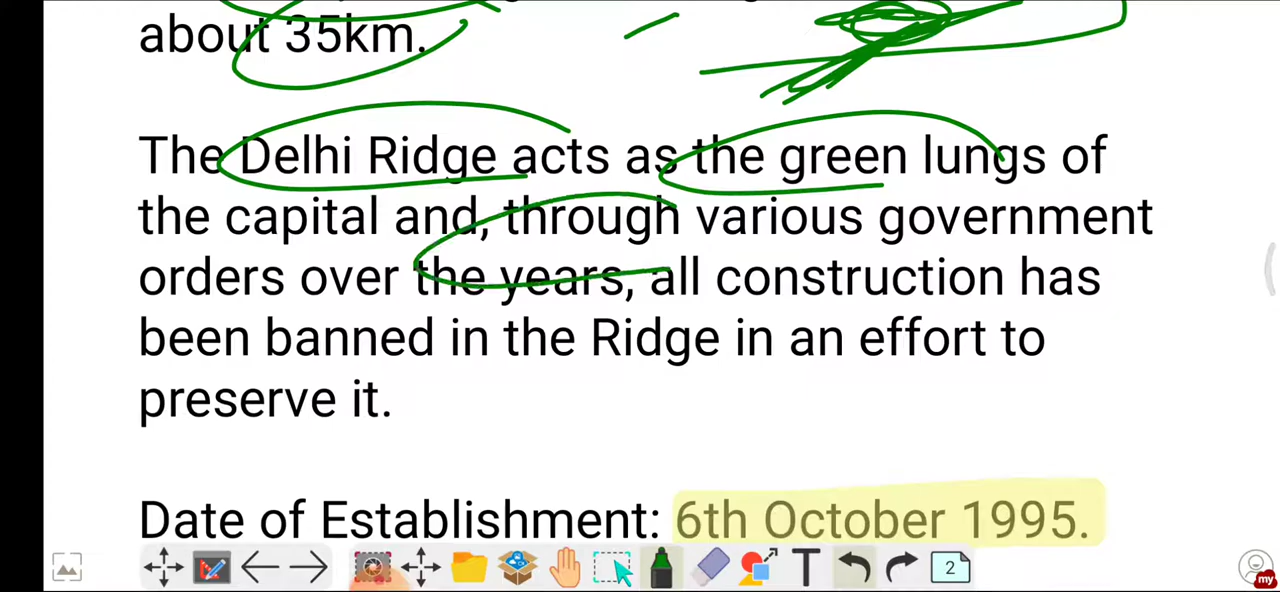 about 35km.
The Delhi Ridge acts as the green lungs of
the capital and, through various government
orders over the years, all construction has
been banned in the Ridge in an effort to
preserve it.
Date of Establishment: 6th October 1995.
T
2
my